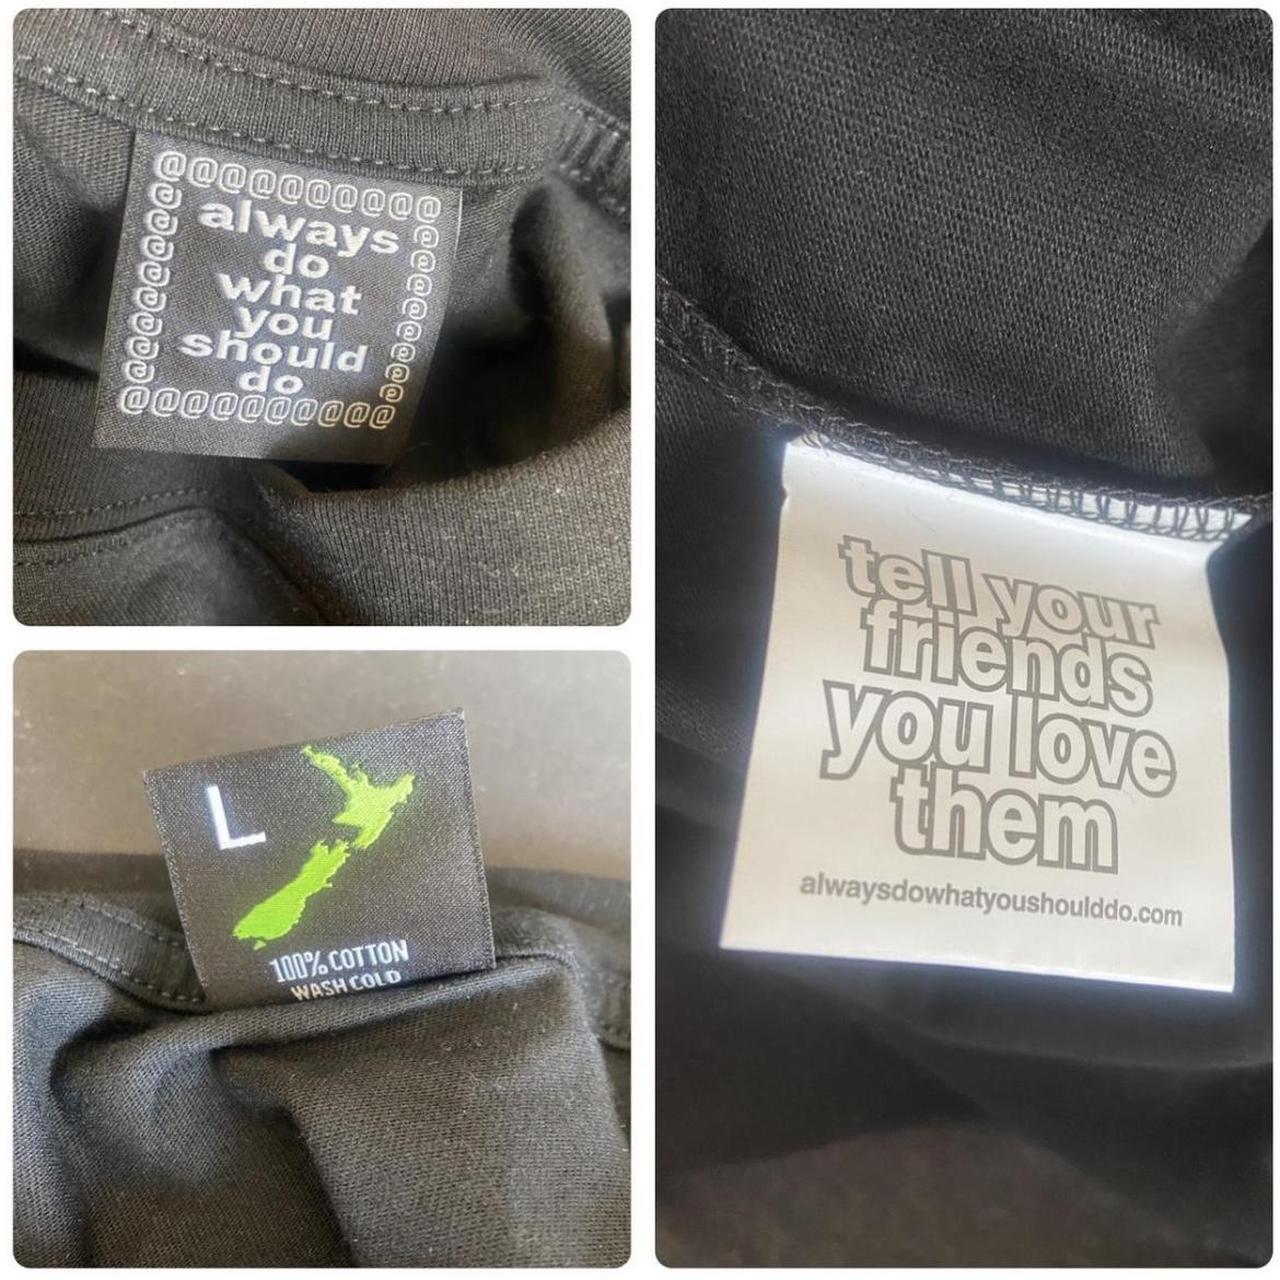 @@@@@@@@@@
always
do
what
you
should
do
@@@@@@@@@@
L
100% COTTON
WASH COLD
tell your
friends
you love
them
alwaysdowhatyoushoulddo.com